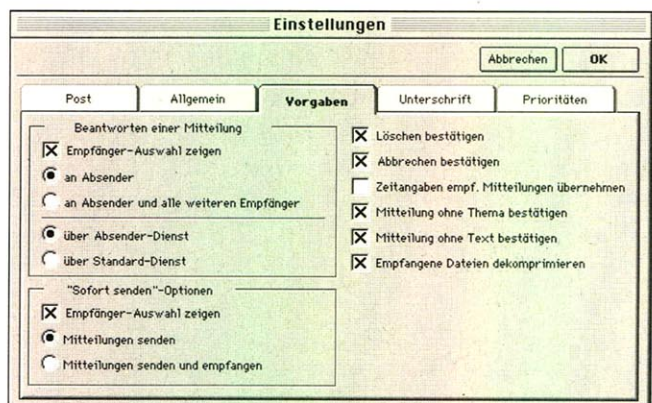 Einstellungen
Abbrechen
OK
Post
Allgemein
Vorgaben
Unterschrift
Prioritäten
Beantworten einer Mitteilung
Empfänger-Auswahl zeigen
an Absender
an Absender und alle weiteren Empfänger
über Absender-Dienst
über Standard-Dienst
"Sofort senden"-Optionen
Empfänger-Auswahl zeigen
Mitteilungen senden
Mitteilungen senden und empfangen
Löschen bestätigen
Abbrechen bestätigen
Zeitangaben empf. Mitteilungen übernehmen
Mitteilung ohne Thema bestätigen
Mitteilung ohne Text bestätigen
Empfangene Dateien dekomprimieren